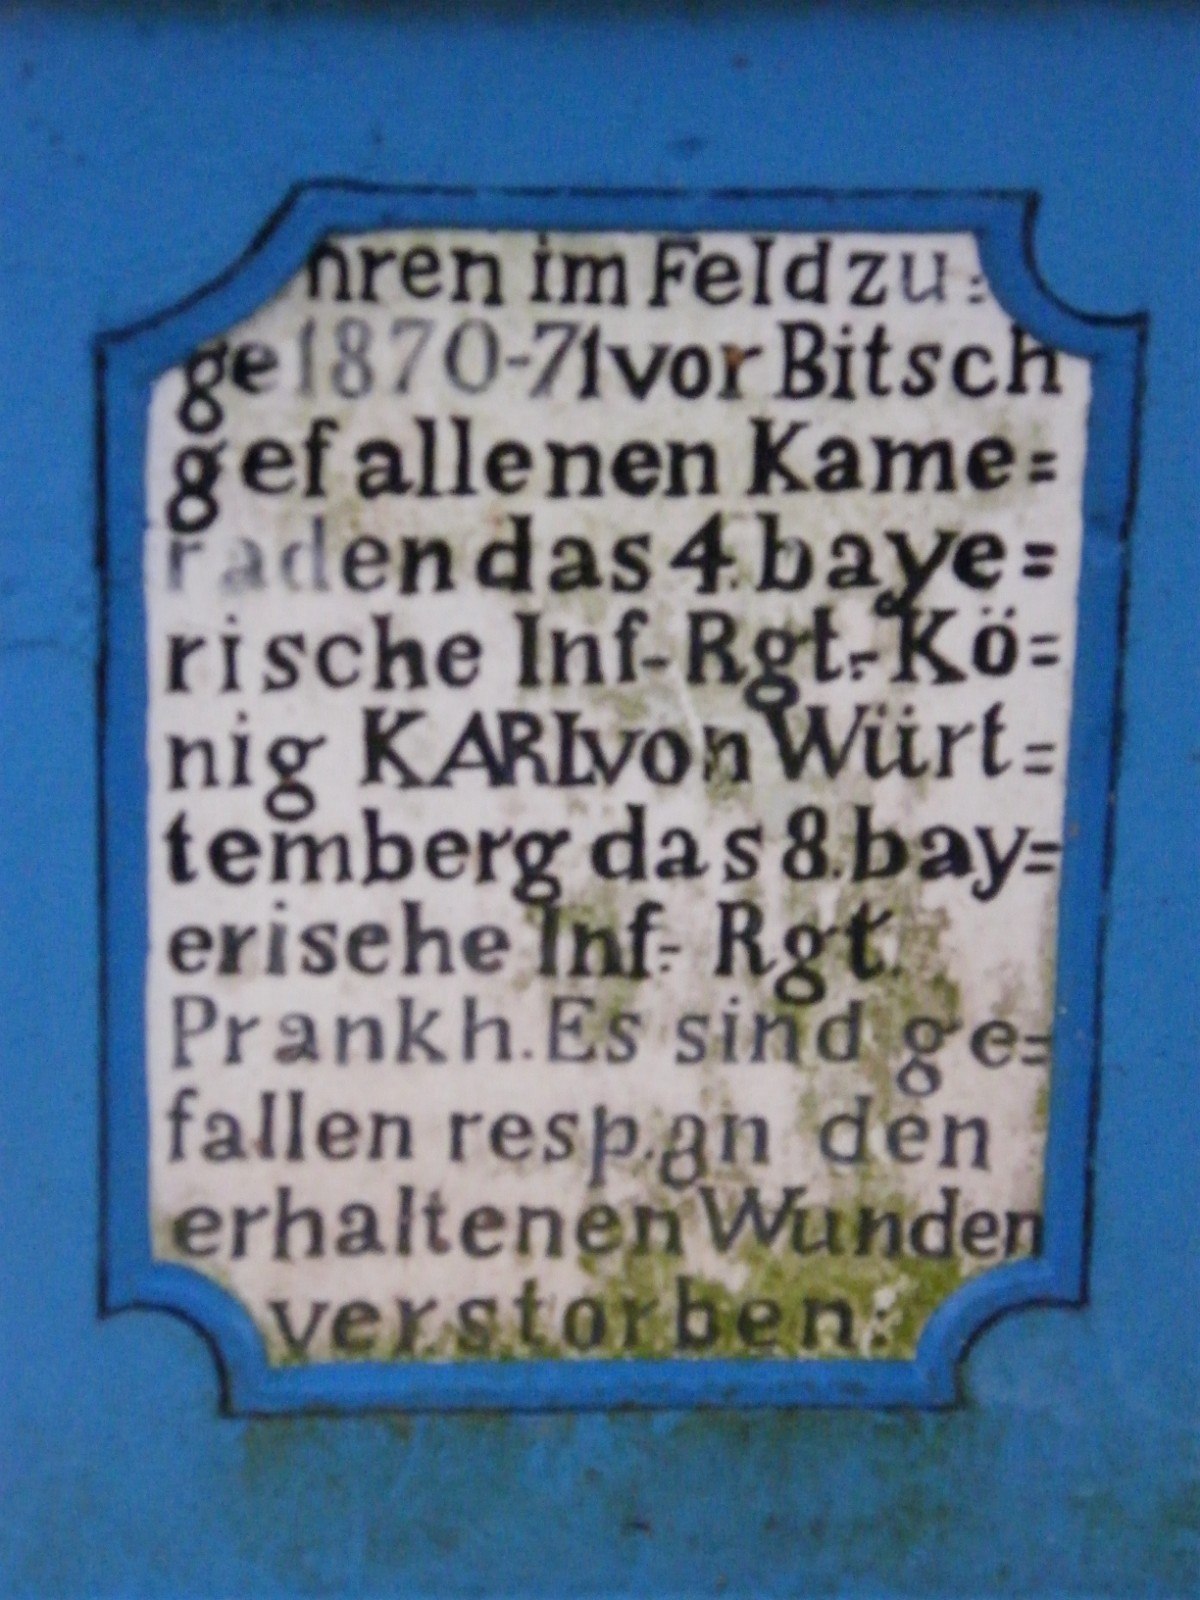 hren im Feldzu=
ge 1870-71 vor Bitsch
gefallenen Kame=
raden das 4. baye=
rische Inf-Rgt.-Kö=
nig KARL von Würt=
temberg das 8. bay=
erisehe Inf.- Rgt.
Prankh. Es sind ge=
fallen resp. an den
erhaltenen Wunden
verstorben: